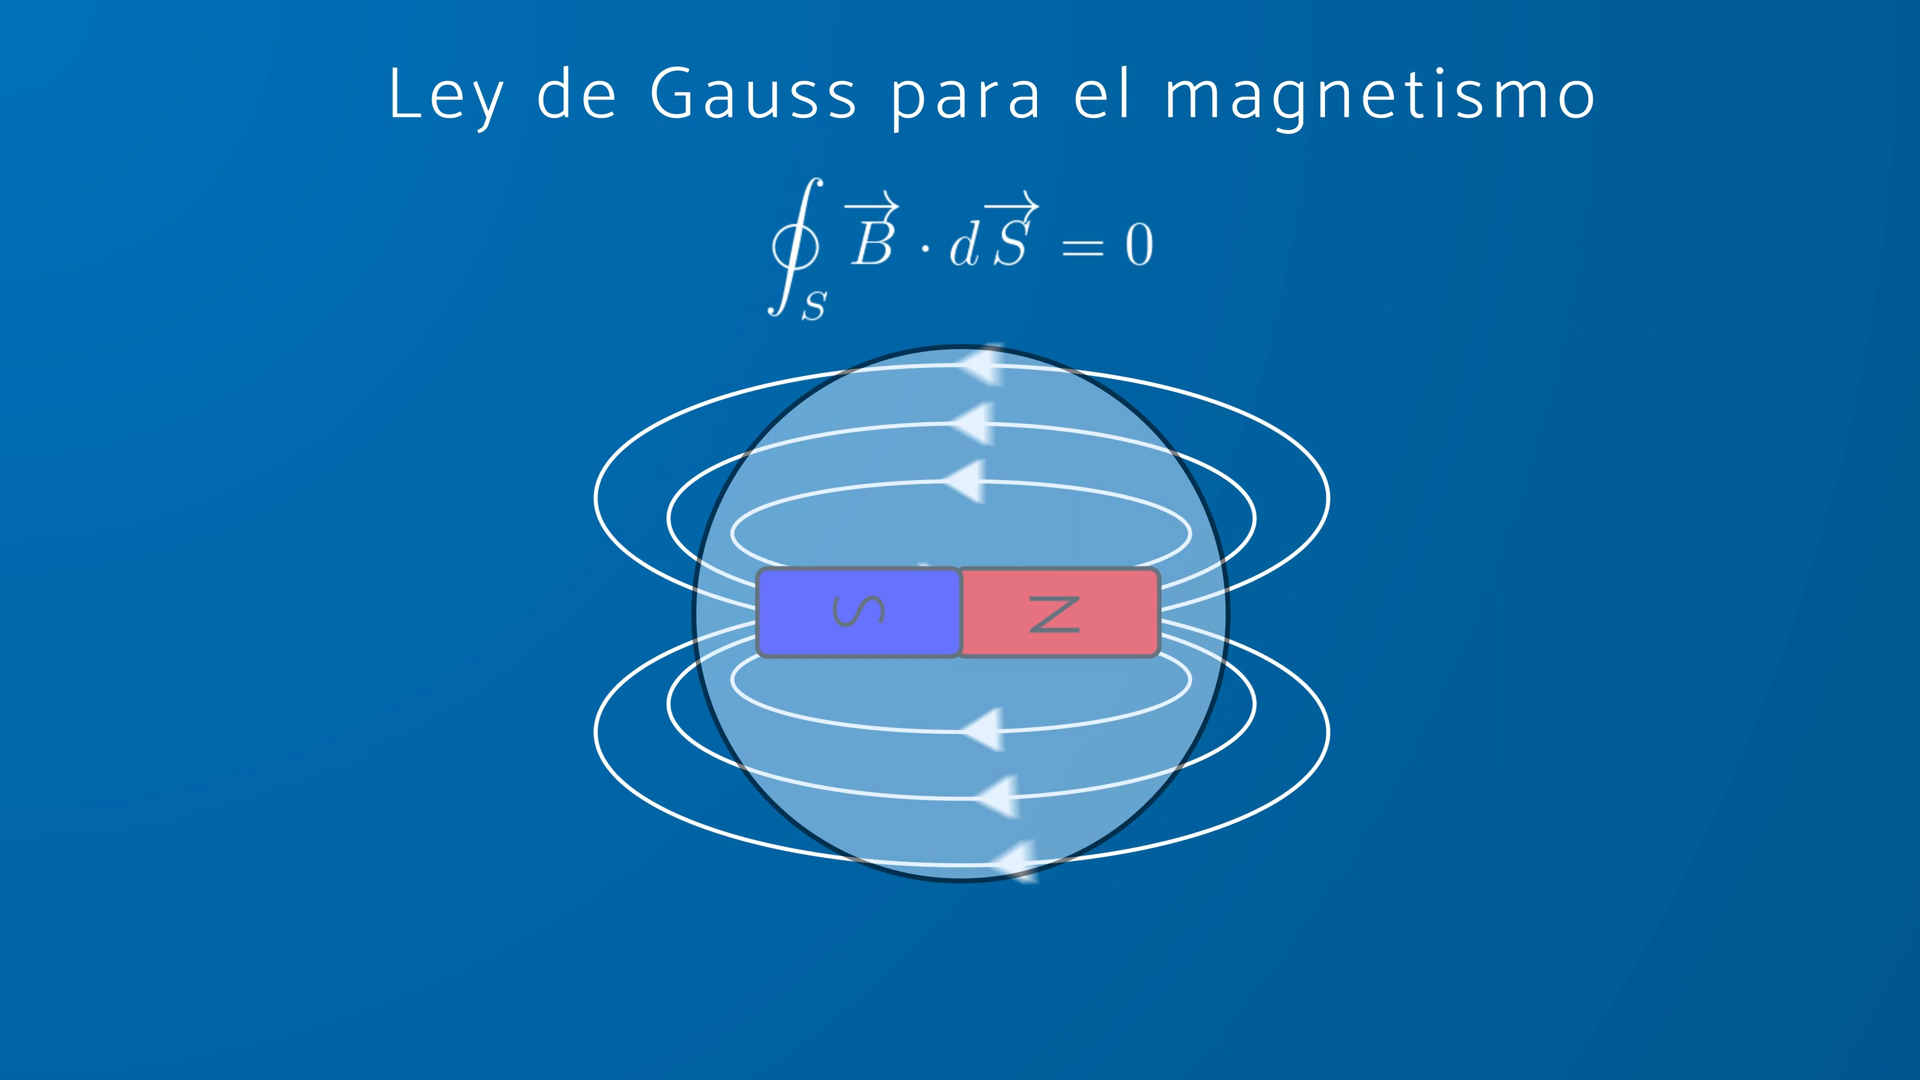 Ley de Gauss para el magnetismo
∮_S B⃗ · dS⃗ = 0
S N